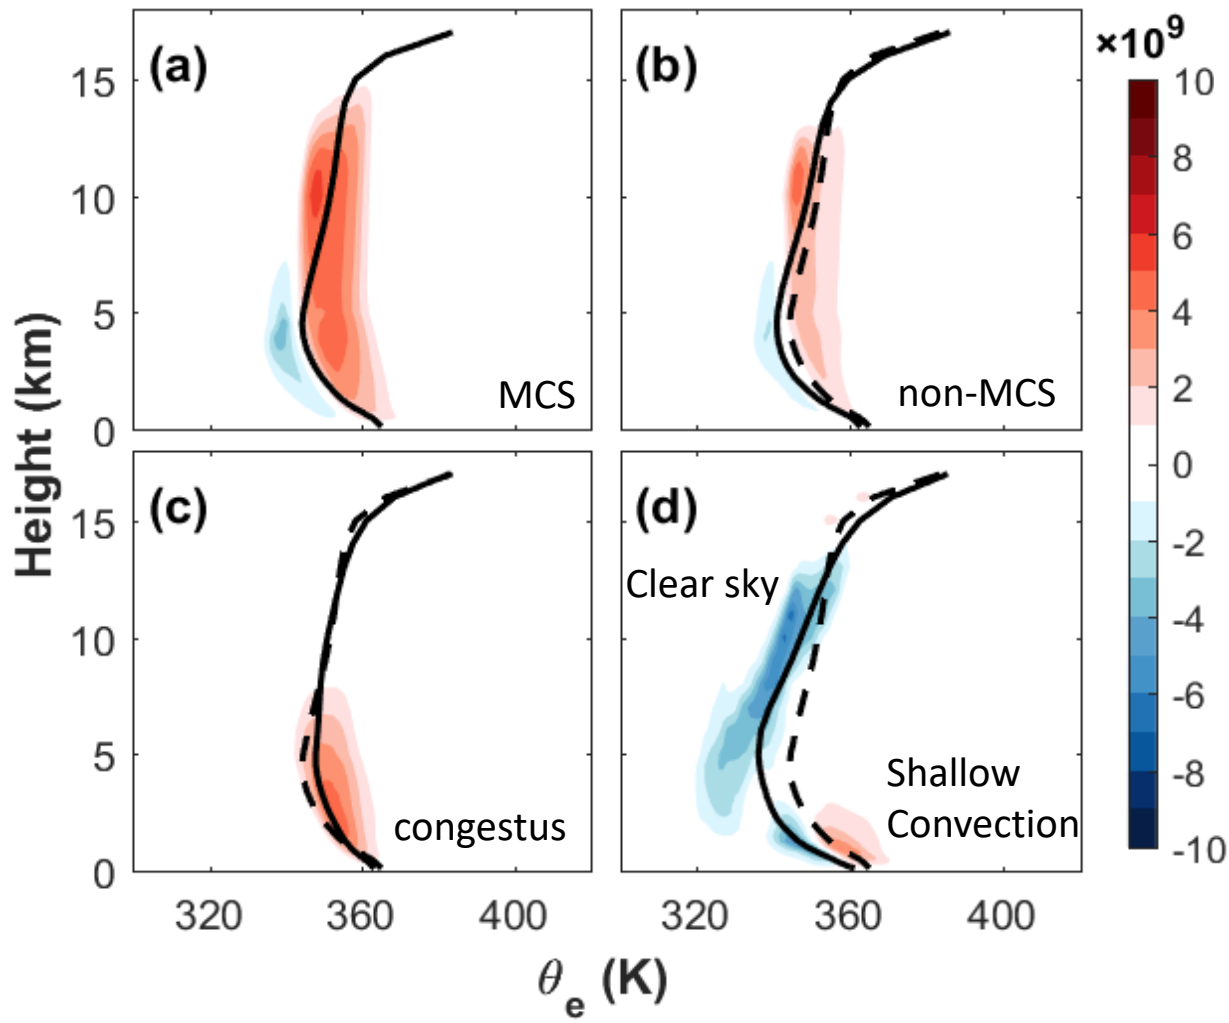 ×10⁹
(a)
(b)
15
10
5
0
MCS
non-MCS
10
8
6
4
2
0
-2
-4
-6
-8
-10
Height (km)
(c)
(d)
15
10
5
0
congestus
Clear sky
Shallow
Convection
320
360
400
320
360
400
θe (K)